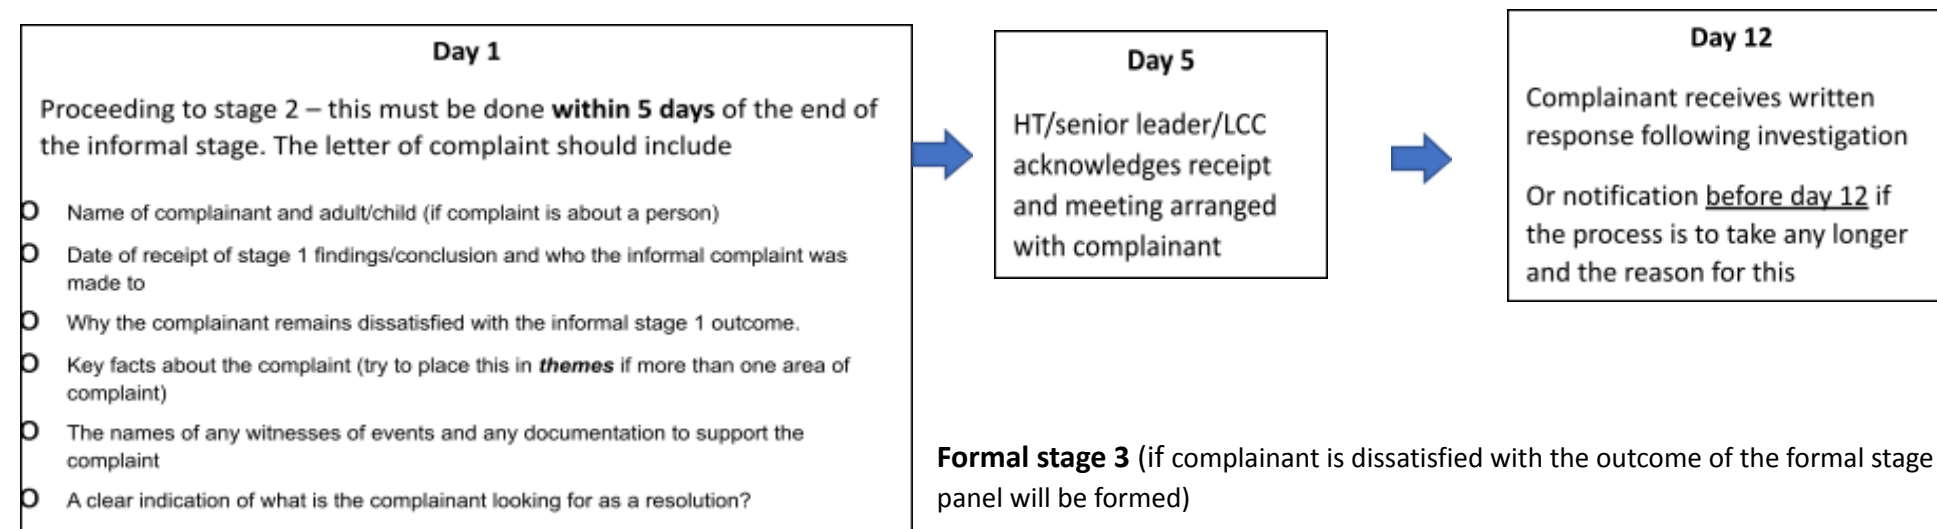 Day 1
Proceeding to stage 2 – this must be done within 5 days of the end of
the informal stage. The letter of complaint should include
O Name of complainant and adult/child (if complaint is about a person)
O Date of receipt of stage 1 findings/conclusion and who the informal complaint was
made to
O Why the complainant remains dissatisfied with the informal stage 1 outcome.
O Key facts about the complaint (try to place this in themes if more than one area of
complaint)
O The names of any witnesses of events and any documentation to support the
complaint
O A clear indication of what is the complainant looking for as a resolution?
Day 5
HT/senior leader/LCC
acknowledges receipt
and meeting arranged
with complainant
Day 12
Complainant receives written
response following investigation
Or notification before day 12 if
the process is to take any longer
and the reason for this
Formal stage 3 (if complainant is dissatisfied with the outcome of the formal stage
panel will be formed)